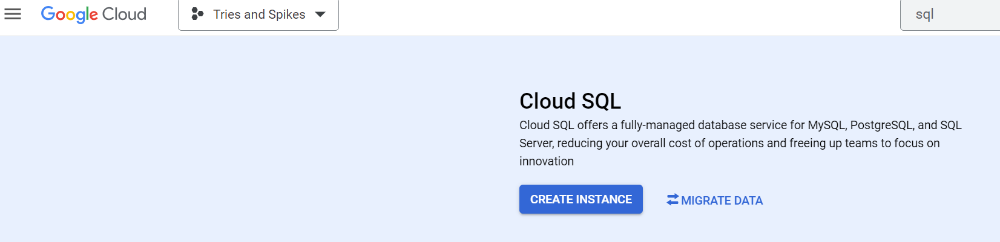 Google Cloud
Tries and Spikes
sql
Cloud SQL
Cloud SQL offers a fully-managed database service for MySQL, PostgreSQL, and SQL
Server, reducing your overall cost of operations and freeing up teams to focus on
innovation
CREATE INSTANCE
MIGRATE DATA